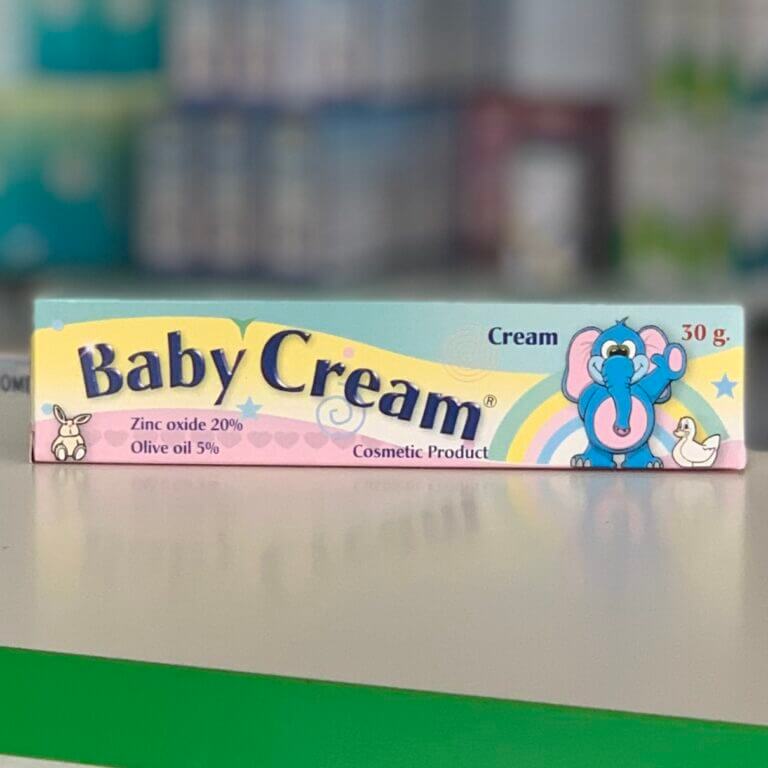 Baby Cream®
Cream
30 g.
Zinc oxide 20%
Olive oil 5%
Cosmetic Product